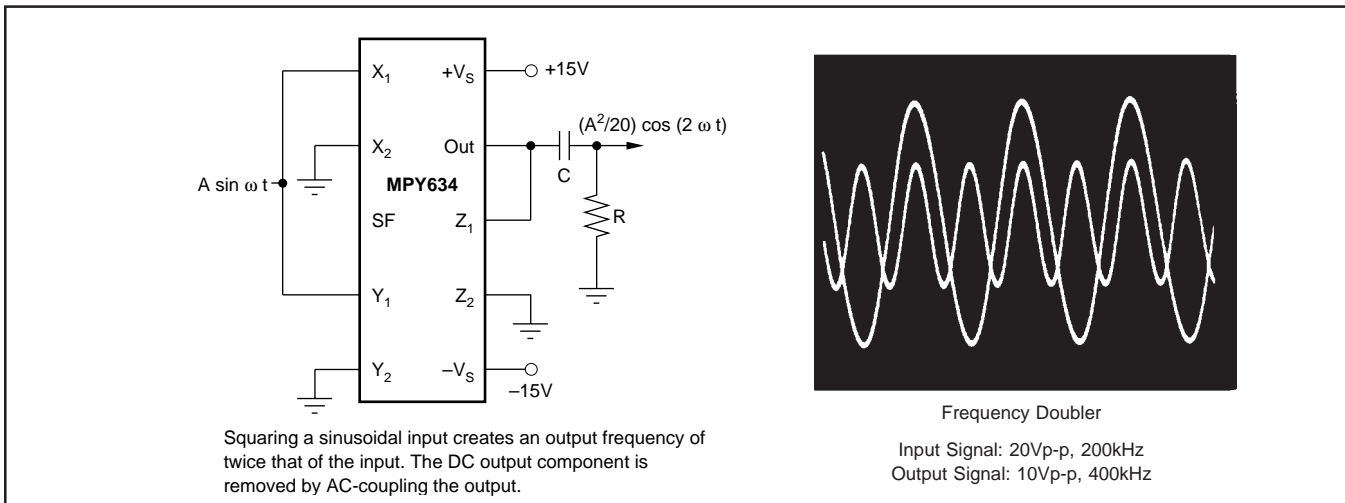 X₁
+V_S
+15V
(A²/20) cos (2 ω t)
X₂
Out
C
A sin ω t
MPY634
SF
Z₁
R
Y₁
Z₂
Y₂
–V_S
–15V
Squaring a sinusoidal input creates an output frequency of
twice that of the input. The DC output component is
removed by AC-coupling the output.
Frequency Doubler
Input Signal: 20Vp-p, 200kHz
Output Signal: 10Vp-p, 400kHz